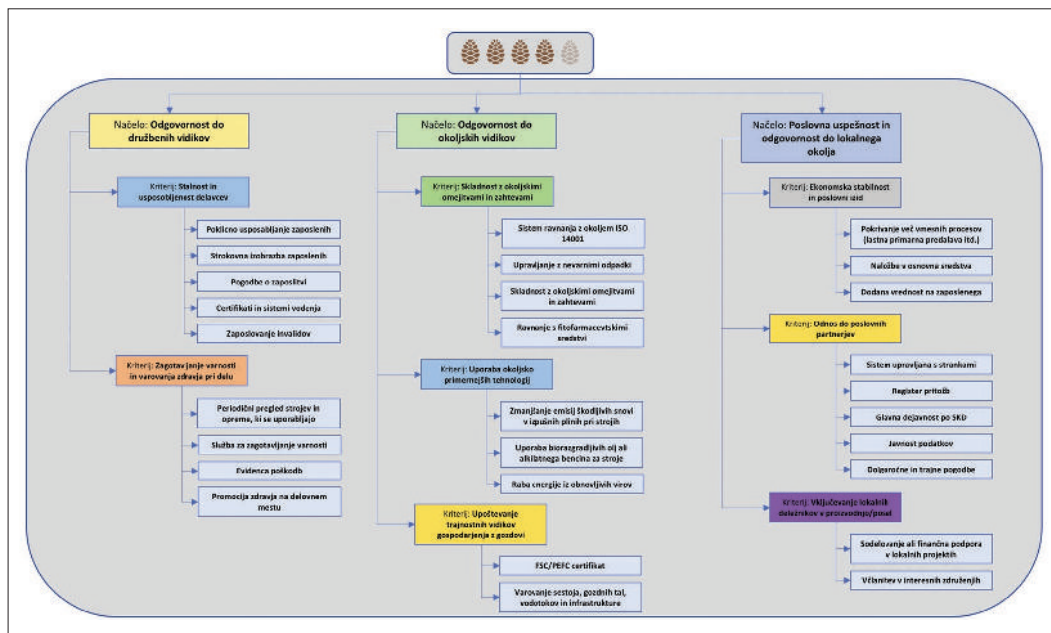 Načelo: Odgovornost do
družbenih vidikov
Kriterij: Stalnost in
usposobljenost delavcev
Poklicno usposabljanje zaposlenih
Strokovna izobrazba zaposlenih
Pogodbe o zaposlitvi
Certifikati in sistemi vodenja
Zaposlovanje invalidov
Kriterij: Zagotavljanje varnosti
in varovanja zdravja pri delu
Periodični pregled strojev in
opreme, ki se uporabljajo
Služba za zagotavljanje varnosti
Evidenca poškodb
Promocija zdravja na delovnem
mestu
Načelo: Odgovornost do
okoljskih vidikov
Kriterij: Skladnost z okoljskimi
omejitvami in zahtevami
Sistem ravnanja z okoljem ISO
14001
Upravljanje z nevarnimi odpadki
Skladnost z okoljskimi omejitvami
in zahtevami
Ravnanje s fitofarmacevtskimi
sredstvi
Kriterij: Uporaba okoljsko
primernejših tehnologij
Zmanjšanje emisij škodljivih snovi
v izpušnih plinih pri strojih
Uporaba biorazgradljivih olj ali
alkilatnega bencina za stroje
Raba energije iz obnovljivih virov
Kriterij: Upoštevanje
trajnostnih vidikov
gospodarjenja z gozdovi
FSC/PEFC certifikat
Varovanje sestoja, gozdnih tal,
vodotokov in infrastrukture
Načelo: Poslovna uspešnost in
odgovornost do lokalnega
okolja
Kriterij: Ekonomska stabilnost
in poslovni izid
Pokrivanje več vmesnih procesov
(lastna primarna predelava itd.)
Naložbe v osnovna sredstva
Dodana vrednost na zaposlenega
Kriterij: Odnos do poslovnih
partnerjev
Sistem upravljana s strankami
Register pritožb
Glavna dejavnost po SKD
Javnost podatkov
Dolgoročne in trajne pogodbe
Kriterij: Vključevanje lokalnih
deležnikov v proizvodnjo/posel
Sodelovanje ali finančna podpora
v lokalnih projektih
Včlanitev v interesnih združenjih